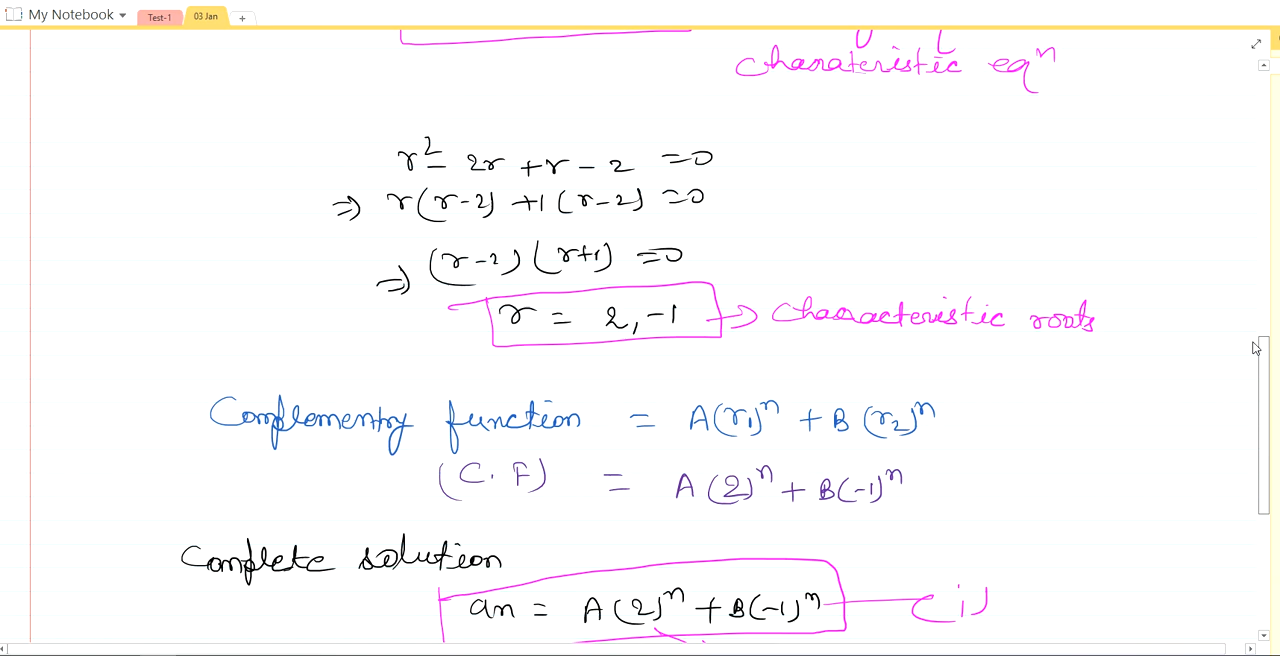 My Notebook
Test-1
03 Jan
+
charateristic eqⁿ
r² - 2r + r - 2 = 0
⇒ r(r-2) + 1(r-2) = 0
⇒ (r-2)(r+1) = 0
r = 2, -1 → characteristic roots
Complementry function = A(r₁)ⁿ + B(r₂)ⁿ
(C.F) = A(2)ⁿ + B(-1)ⁿ
Complete solution
an = A(2)ⁿ + B(-1)ⁿ — (i)